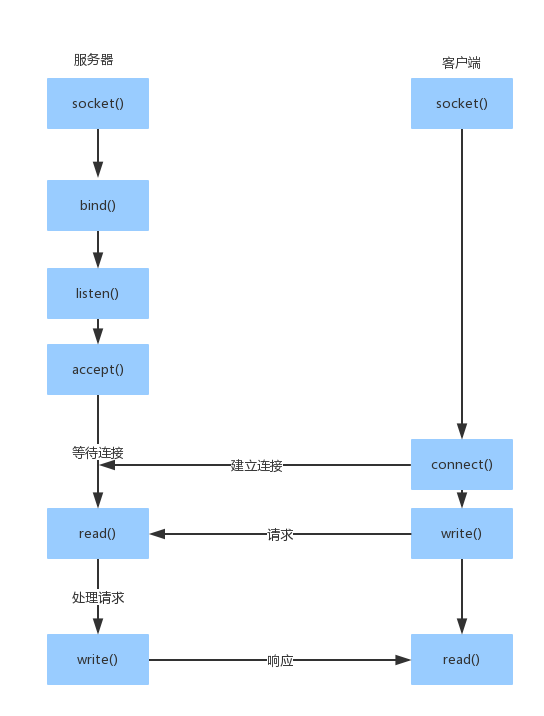 服务器
客户端
socket()
socket()
bind()
listen()
accept()
等待连接
建立连接
connect()
read()
请求
write()
处理请求
write()
响应
read()